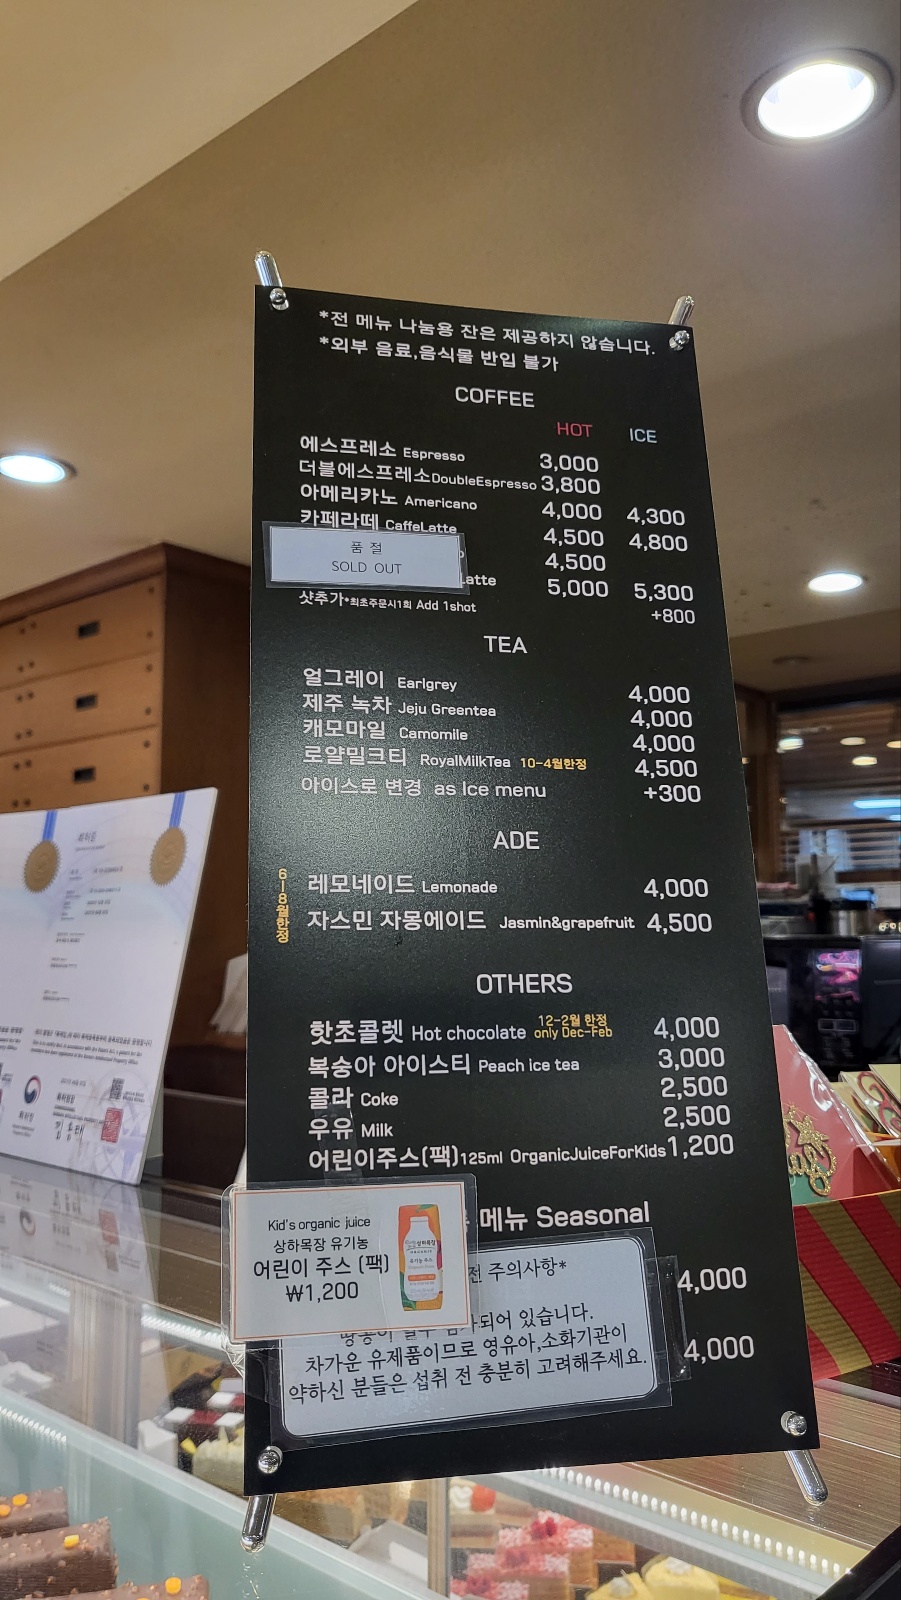 *전 메뉴 나눔용 잔은 제공하지 않습니다.
*외부 음료,음식물 반입 불가
COFFEE
HOT ICE
에스프레소 Espresso 3,000
더블에스프레소DoubleEspresso 3,800
아메리카노 Americano 4,000 4,300
카페라떼 CaffeLatte 4,500 4,800
품 절
SOLD OUT
4,500
5,000 5,300
샷추가*최초주문시1회 Add 1shot +800
TEA
얼그레이 Earlgrey 4,000
제주 녹차 Jeju Greentea 4,000
캐모마일 Camomile 4,000
로얄밀크티 RoyalMilkTea 10-4월한정 4,500
아이스로 변경 as Ice menu +300
ADE
6-8월한정
레모네이드 Lemonade 4,000
자스민 자몽에이드 Jasmin&grapefruit 4,500
OTHERS
핫초콜렛 Hot chocolate 12-2월 한정 only Dec-Feb 4,000
복숭아 아이스티 Peach ice tea 3,000
콜라 Coke 2,500
우유 Milk 2,500
어린이주스(팩)125ml OrganicJuiceForKids 1,200
메뉴 Seasonal
Kid's organic juice
상하목장 유기농
어린이 주스 (팩)
₩1,200
상하목장
전 주의사항*
4,000
되어 있습니다.
차가운 유제품이므로 영유아,소화기관이
약하신 분들은 섭취 전 충분히 고려해주세요.
4,000
특허청